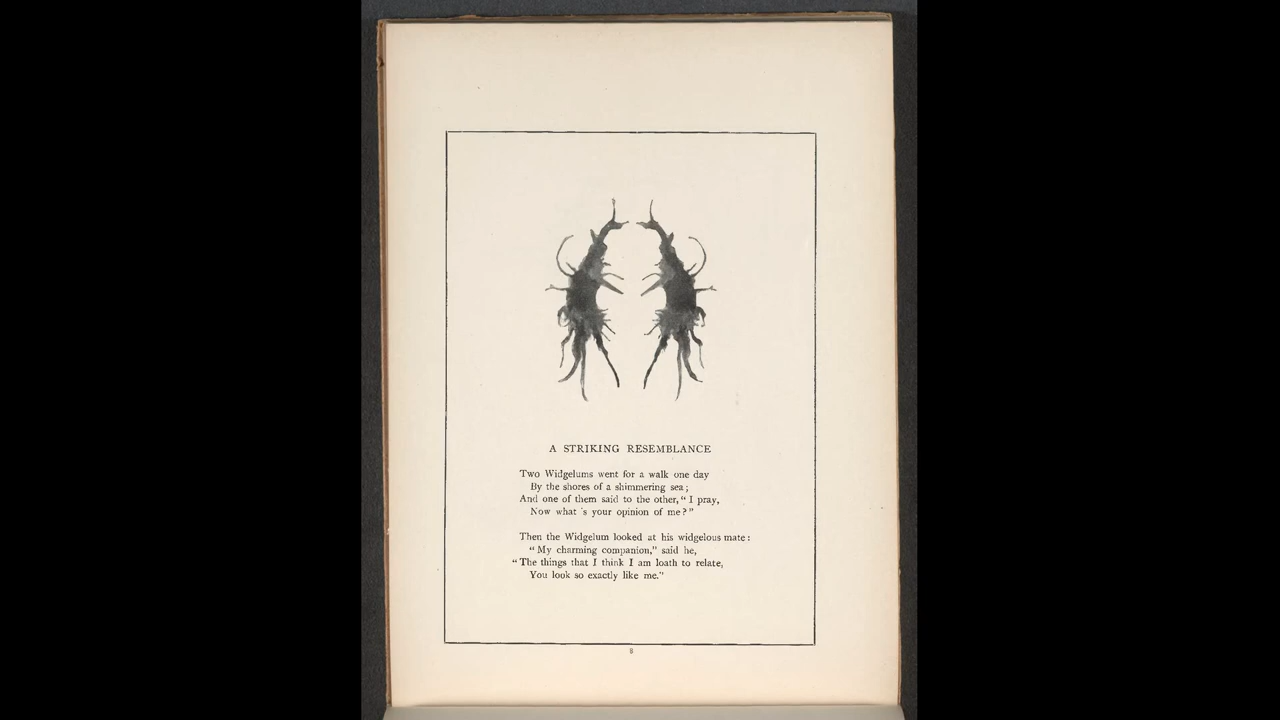 A STRIKING RESEMBLANCE
Two Widgelums went for a walk one day
By the shores of a shimmering sea;
And one of them said to the other, “ I pray,
Now what 's your opinion of me? ”
Then the Widgelum looked at his widgelous mate :
“ My charming companion,” said he,
“ The things that I think I am loath to relate,
You look so exactly like me.”
8